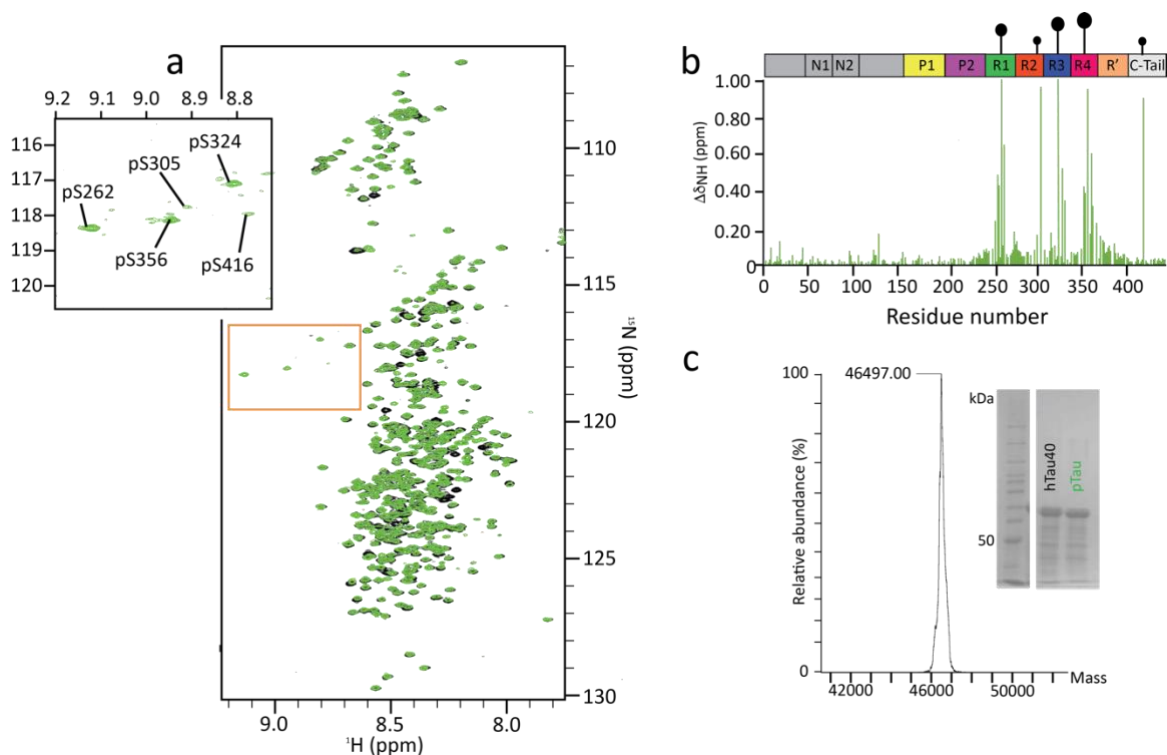 a
9.2 9.1 9.0 8.9 8.8
116
117
118
119
120
pS324
pS305
pS262
pS356
pS416
110
115
120
125
130
¹⁵N (ppm)
9.0 8.5 8.0
¹H (ppm)
b
N1 N2 P1 P2 R1 R2 R3 R4 R' C-Tail
1.00
0.80
0.60
0.40
0.20
ΔδNH (ppm)
0 50 100 150 200 250 300 350 400
Residue number
c
100
46497.00
Relative abundance (%)
0
42000 46000 50000 Mass
kDa
50
hTau40
pTau